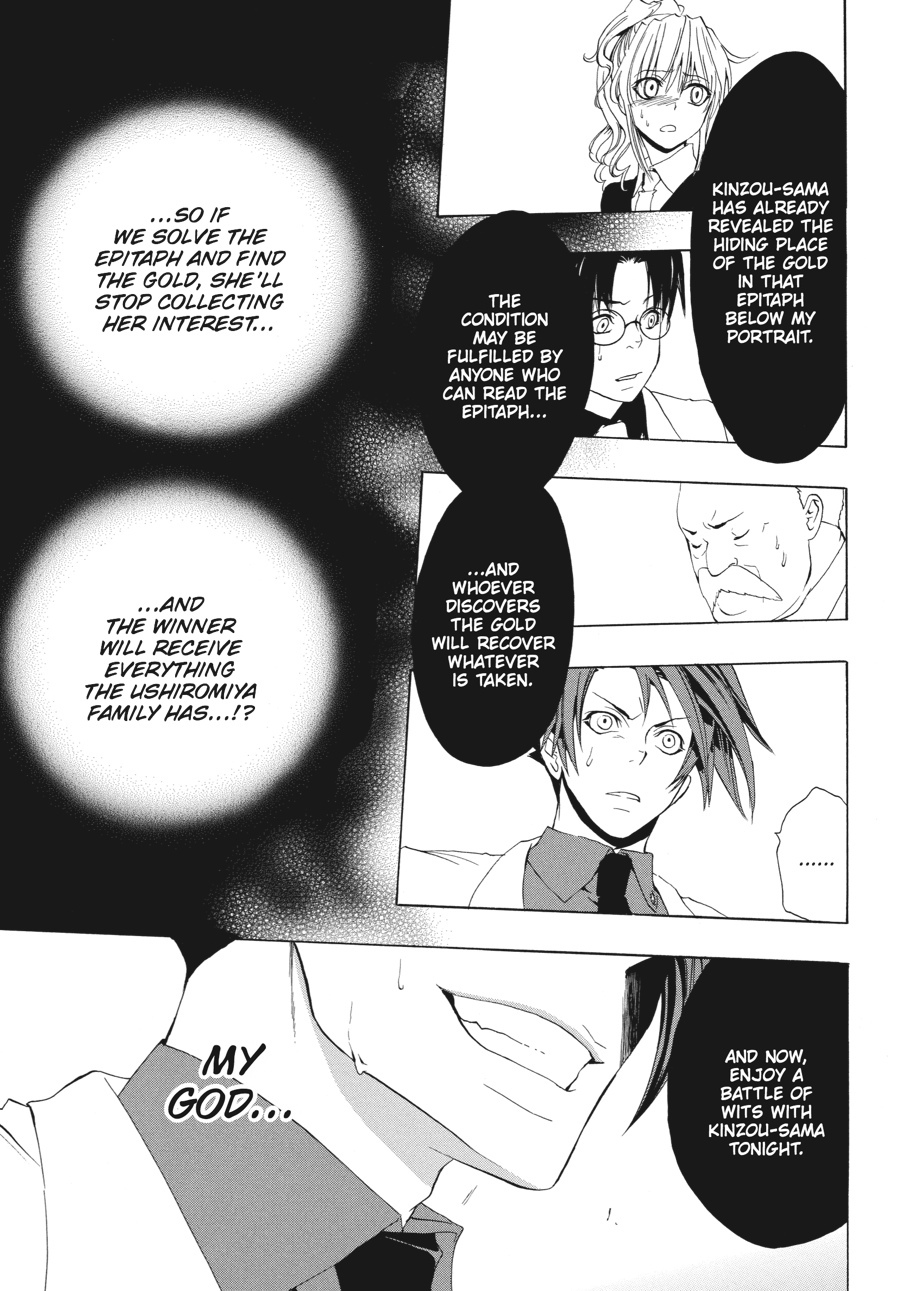 KINZOU-SAMA
HAS ALREADY
REVEALED THE
HIDING PLACE
OF THE GOLD
IN THAT
EPITAPH
BELOW MY
PORTRAIT.
THE
CONDITION
MAY BE
FULFILLED BY
ANYONE WHO
CAN READ THE
EPITAPH...
...AND
WHOEVER
DISCOVERS
THE GOLD
WILL RECOVER
WHATEVER
IS TAKEN.
......
...SO IF
WE SOLVE THE
EPITAPH AND FIND
THE GOLD, SHE'LL
STOP COLLECTING
HER INTEREST...
...AND
THE WINNER
WILL RECEIVE
EVERYTHING
THE USHIROMIYA
FAMILY HAS...!?
AND NOW,
ENJOY A
BATTLE OF
WITS WITH
KINZOU-SAMA
TONIGHT.
MY
GOD...